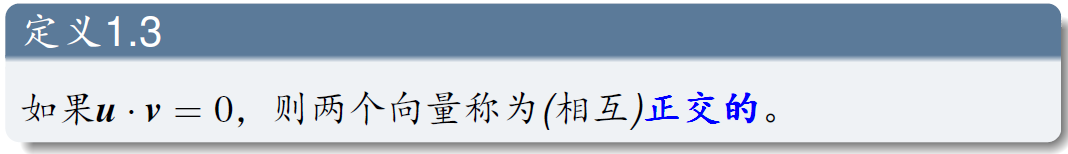 定义1.3
如果u · v = 0，则两个向量称为(相互)正交的。